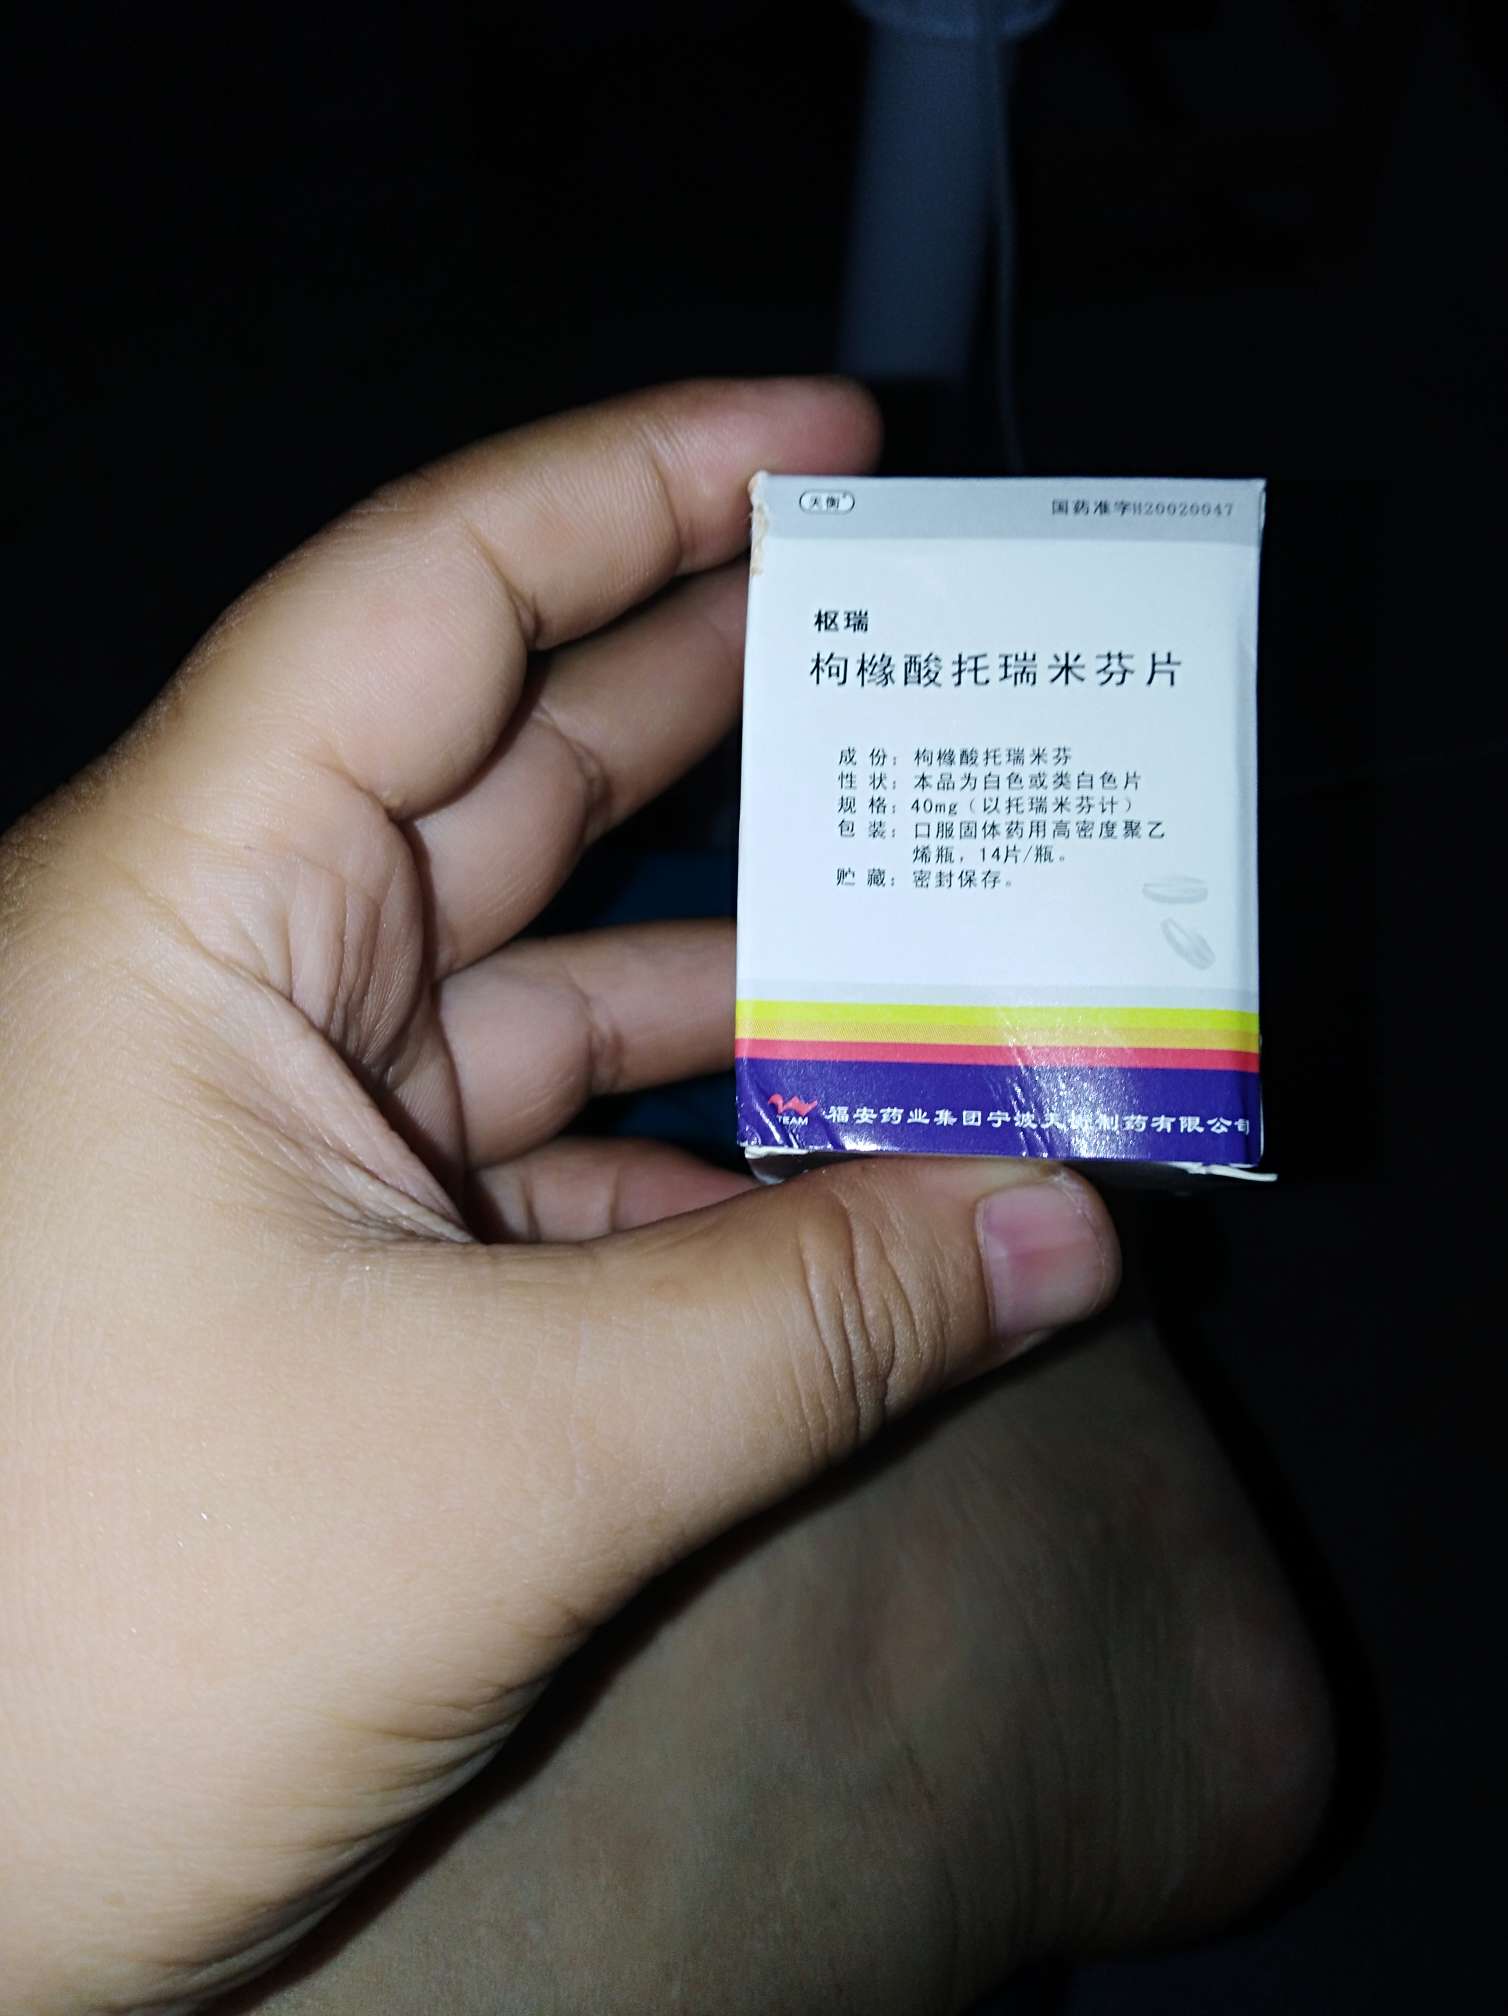 天衡
国药准字H20020047
枢瑞
枸橼酸托瑞米芬片
成份：枸橼酸托瑞米芬
性状：本品为白色或类白色片
规格：40mg（以托瑞米芬计）
包装：口服固体药用高密度聚乙
烯瓶，14片/瓶。
贮藏：密封保存。
TEAM 福安药业集团宁波天衡制药有限公司